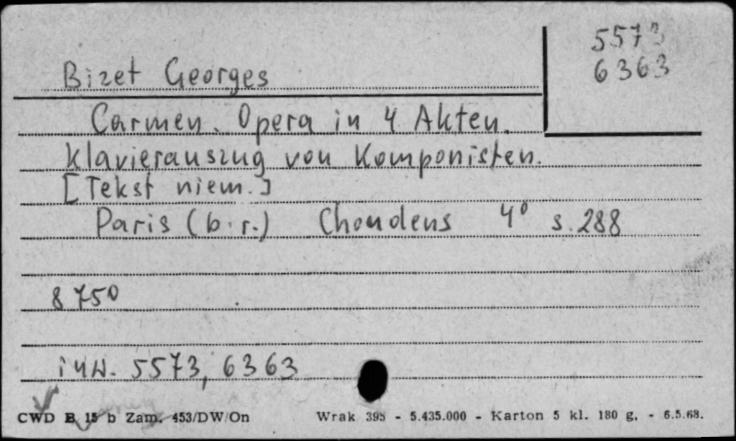 5573
6363
Bizet Georges
Carmen. Opera in 4 Akten.
Klavierauszug von Komponisten.
[Tekst niem.]
Paris (b.r.) Choudens 4° s. 288
8750
inw. 5573, 6363
CWD B 15 b Zam. 453/DW/On Wrak 395 - 5.435.000 - Karton 5 kl. 180 g. - 6.5.68.